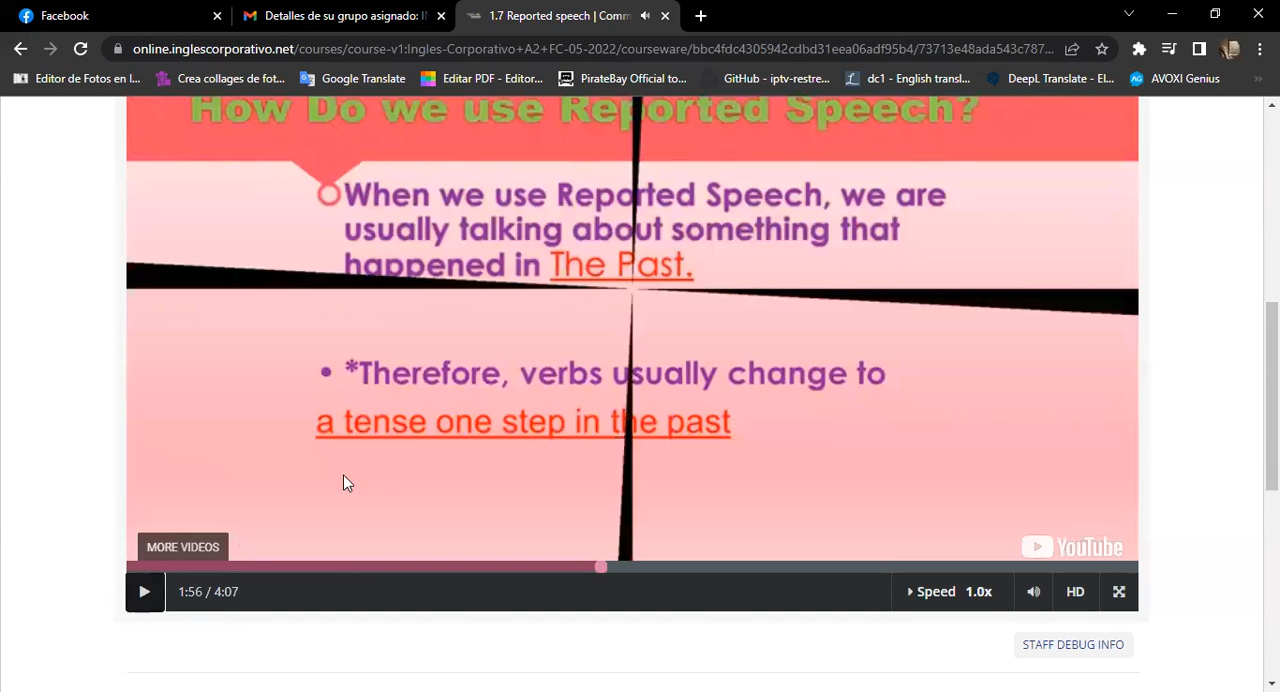 Facebook
Detalles de su grupo asignado: I
1.7 Reported speech | Comm
online.inglescorporativo.net/courses/course-v1:Ingles-Corporativo+A2+FC-05-2022/courseware/bbc4fdc4305942cdbd31eea06adf95b4/73713e48ada543c787...
Editor de Fotos en l...
Crea collages de fot...
Google Translate
Editar PDF - Editor...
PirateBay Official to...
GitHub - iptv-restre...
dc1 - English transl...
DeepL Translate - El...
AVOXI Genius
»
How Do we use Reported Speech?
When we use Reported Speech, we are
usually talking about something that
happened in The Past.
• *Therefore, verbs usually change to
a tense one step in the past
MORE VIDEOS
YouTube
1:56 / 4:07
Speed 1.0x
HD
STAFF DEBUG INFO